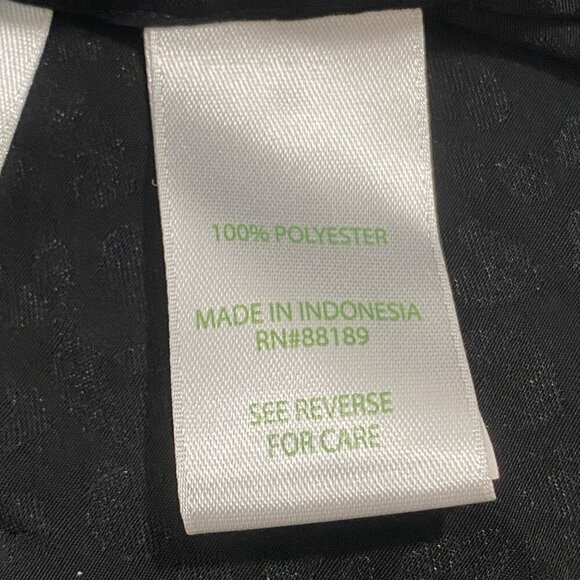 100% POLYESTER
MADE IN INDONESIA
RN#88189
SEE REVERSE
FOR CARE